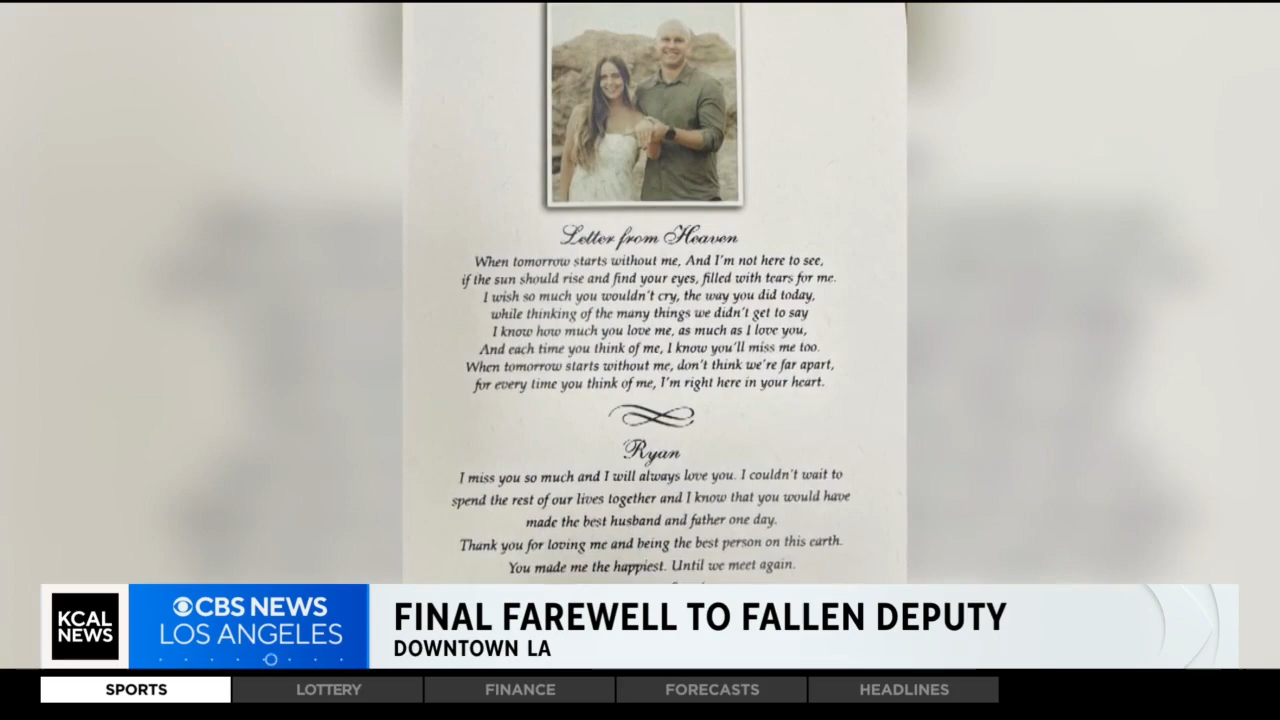 Letter from Heaven
When tomorrow starts without me, And I'm not here to see,
if the sun should rise and find your eyes, filled with tears for me.
I wish so much you wouldn't cry, the way you did today,
while thinking of the many things we didn't get to say
I know how much you love me, as much as I love you,
And each time you think of me, I know you'll miss me too.
When tomorrow starts without me, don't think we're far apart,
for every time you think of me, I'm right here in your heart.
Ryan
I miss you so much and I will always love you. I couldn't wait to
spend the rest of our lives together and I know that you would have
made the best husband and father one day.
Thank you for loving me and being the best person on this earth.
You made me the happiest. Until we meet again.
KCAL
NEWS
CBS NEWS
LOS ANGELES
FINAL FAREWELL TO FALLEN DEPUTY
DOWNTOWN LA
SPORTS
LOTTERY
FINANCE
FORECASTS
HEADLINES